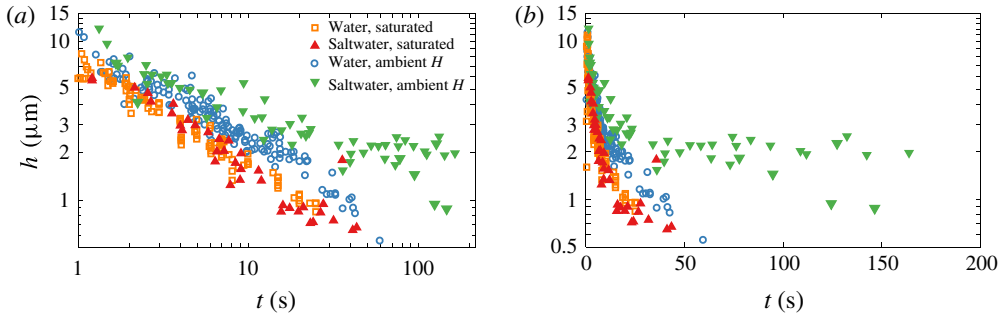 (a)
15
10
5
3
2
1
h (μm)
1
10
100
t (s)
Water, saturated
Saltwater, saturated
Water, ambient H
Saltwater, ambient H
(b)
15
10
5
3
2
1
0.5
0
50
100
150
200
t (s)